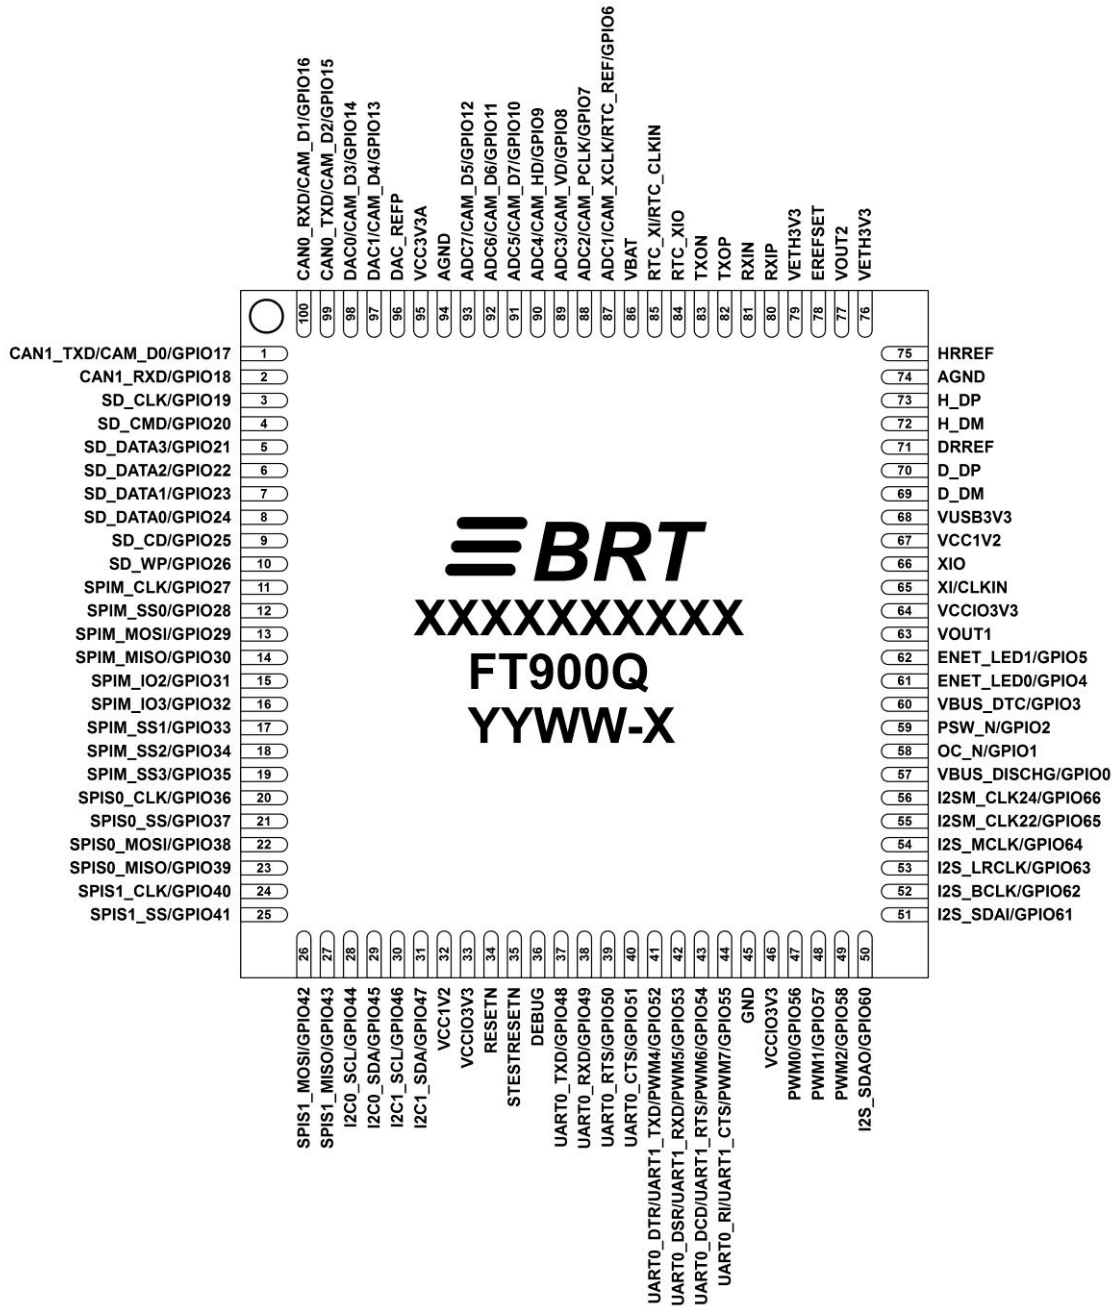 CAN0_RXD/CAM_D1/GPIO16
CAN0_TXD/CAM_D2/GPIO15
DAC0/CAM_D3/GPIO14
DAC1/CAM_D4/GPIO13
DAC_REFP
VCC3V3A
AGND
ADC7/CAM_D5/GPIO12
ADC6/CAM_D6/GPIO11
ADC5/CAM_D7/GPIO10
ADC4/CAM_HD/GPIO9
ADC3/CAM_VD/GPIO8
ADC2/CAM_PCLK/GPIO7
ADC1/CAM_XCLK/RTC_REF/GPIO6
VBAT
RTC_XI/RTC_CLKIN
RTC_XIO
TXON
TXOP
RXIN
RXIP
VETH3V3
EREFSET
VOUT2
VETH3V3
100
99
98
97
96
95
94
93
92
91
90
89
88
87
86
85
84
83
82
81
80
79
78
77
76
CAN1_TXD/CAM_D0/GPIO17 1
CAN1_RXD/GPIO18 2
SD_CLK/GPIO19 3
SD_CMD/GPIO20 4
SD_DATA3/GPIO21 5
SD_DATA2/GPIO22 6
SD_DATA1/GPIO23 7
SD_DATA0/GPIO24 8
SD_CD/GPIO25 9
SD_WP/GPIO26 10
SPIM_CLK/GPIO27 11
SPIM_SS0/GPIO28 12
SPIM_MOSI/GPIO29 13
SPIM_MISO/GPIO30 14
SPIM_IO2/GPIO31 15
SPIM_IO3/GPIO32 16
SPIM_SS1/GPIO33 17
SPIM_SS2/GPIO34 18
SPIM_SS3/GPIO35 19
SPIS0_CLK/GPIO36 20
SPIS0_SS/GPIO37 21
SPIS0_MOSI/GPIO38 22
SPIS0_MISO/GPIO39 23
SPIS1_CLK/GPIO40 24
SPIS1_SS/GPIO41 25
BRT
XXXXXXXXXX
FT900Q
YYWW-X
75 HRREF
74 AGND
73 H_DP
72 H_DM
71 DRREF
70 D_DP
69 D_DM
68 VUSB3V3
67 VCC1V2
66 XIO
65 XI/CLKIN
64 VCCIO3V3
63 VOUT1
62 ENET_LED1/GPIO5
61 ENET_LED0/GPIO4
60 VBUS_DTC/GPIO3
59 PSW_N/GPIO2
58 OC_N/GPIO1
57 VBUS_DISCHG/GPIO0
56 I2SM_CLK24/GPIO66
55 I2SM_CLK22/GPIO65
54 I2S_MCLK/GPIO64
53 I2S_LRCLK/GPIO63
52 I2S_BCLK/GPIO62
51 I2S_SDAI/GPIO61
26
27
28
29
30
31
32
33
34
35
36
37
38
39
40
41
42
43
44
45
46
47
48
49
50
SPIS1_MOSI/GPIO42
SPIS1_MISO/GPIO43
I2C0_SCL/GPIO44
I2C0_SDA/GPIO45
I2C1_SCL/GPIO46
I2C1_SDA/GPIO47
VCC1V2
VCCIO3V3
RESETN
STESTRESETN
DEBUG
UART0_TXD/GPIO48
UART0_RXD/GPIO49
UART0_RTS/GPIO50
UART0_CTS/GPIO51
UART0_DTR/UART1_TXD/PWM4/GPIO52
UART0_DSR/UART1_RXD/PWM5/GPIO53
UART0_DCD/UART1_RTS/PWM6/GPIO54
UART0_RI/UART1_CTS/PWM7/GPIO55
GND
VCCIO3V3
PWM0/GPIO56
PWM1/GPIO57
PWM2/GPIO58
I2S_SDAO/GPIO60